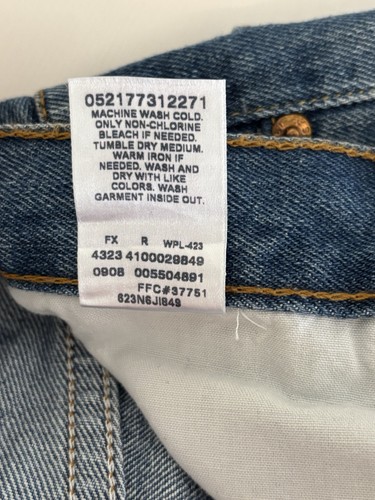 052177312271
MACHINE WASH COLD.
ONLY NON-CHLORINE
BLEACH IF NEEDED.
TUMBLE DRY MEDIUM.
WARM IRON IF
NEEDED. WASH AND
DRY WITH LIKE
COLORS. WASH
GARMENT INSIDE OUT.
FX R WPL-423
4323 4100029849
0908 005504891
FFC#37751
623N6JI849